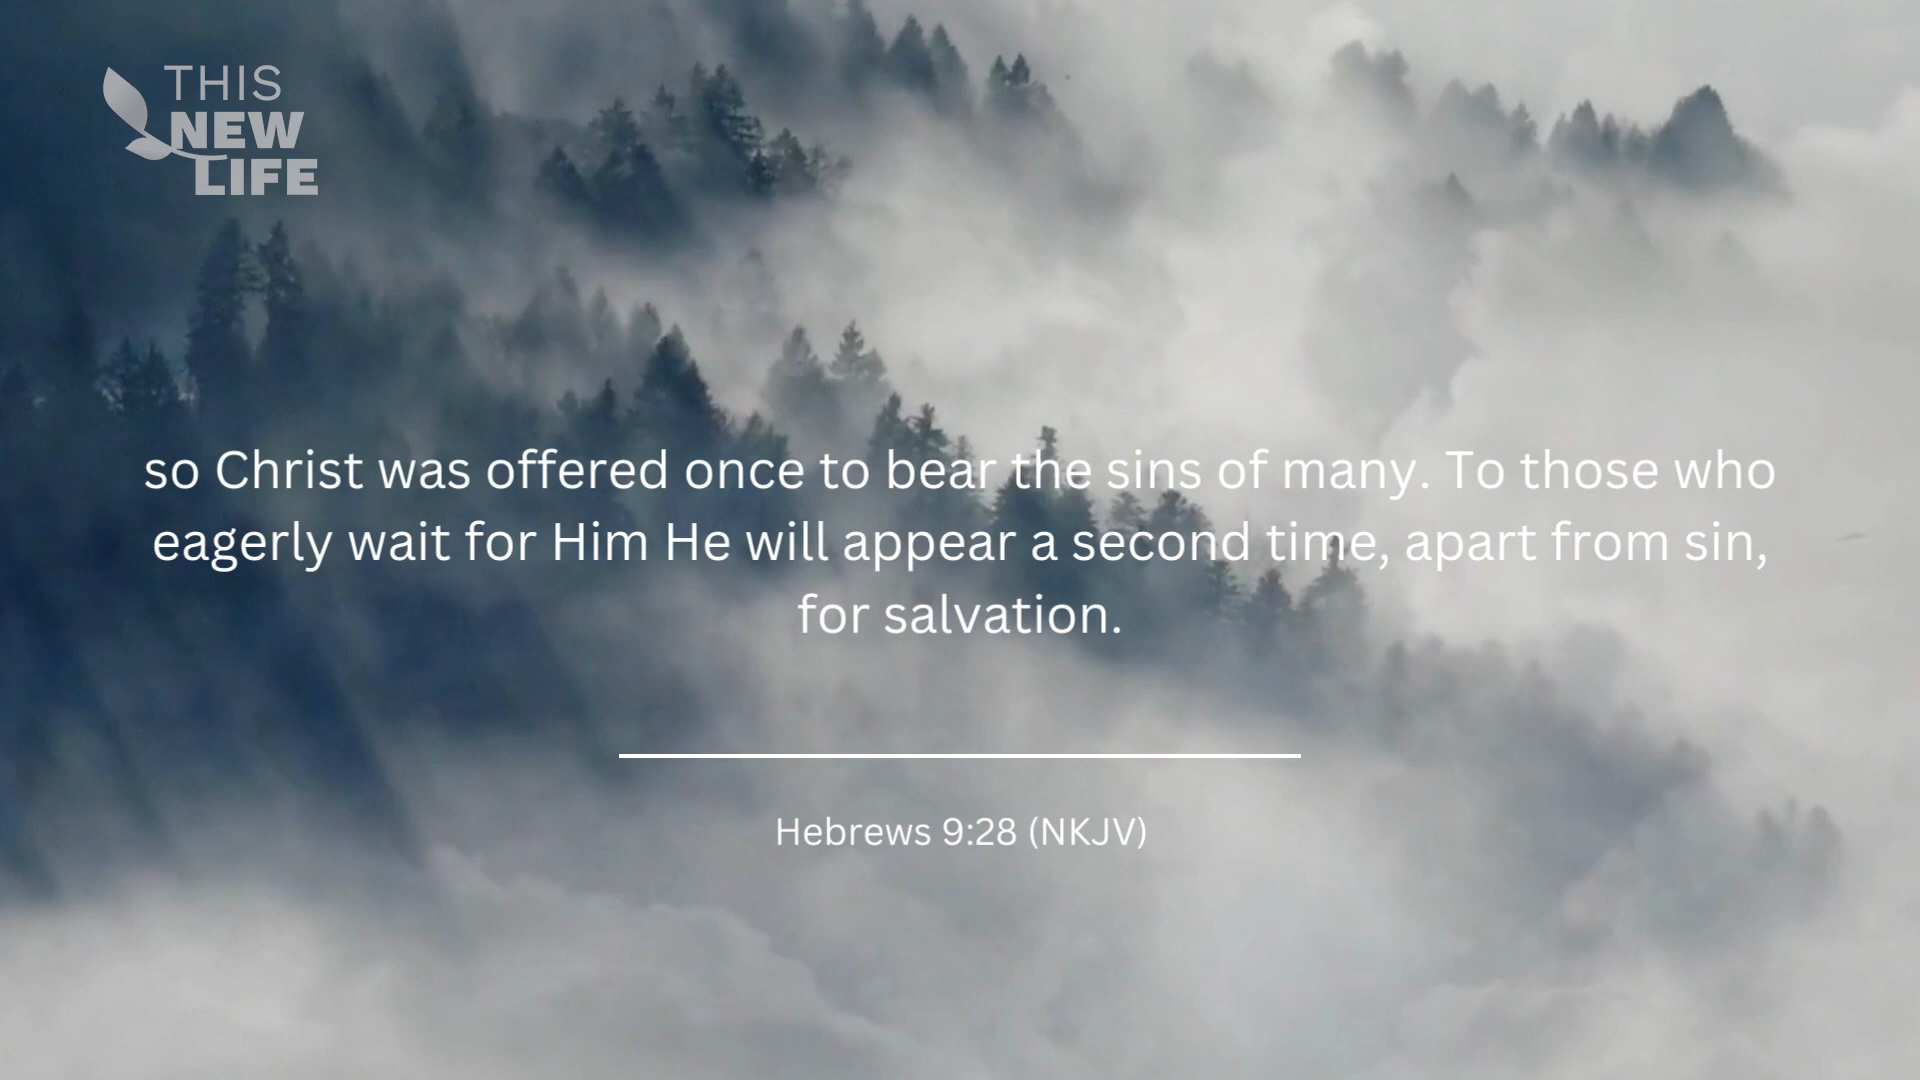 THIS
NEW
LIFE
so Christ was offered once to bear the sins of many. To those who
eagerly wait for Him He will appear a second time, apart from sin,
for salvation.
Hebrews 9:28 (NKJV)